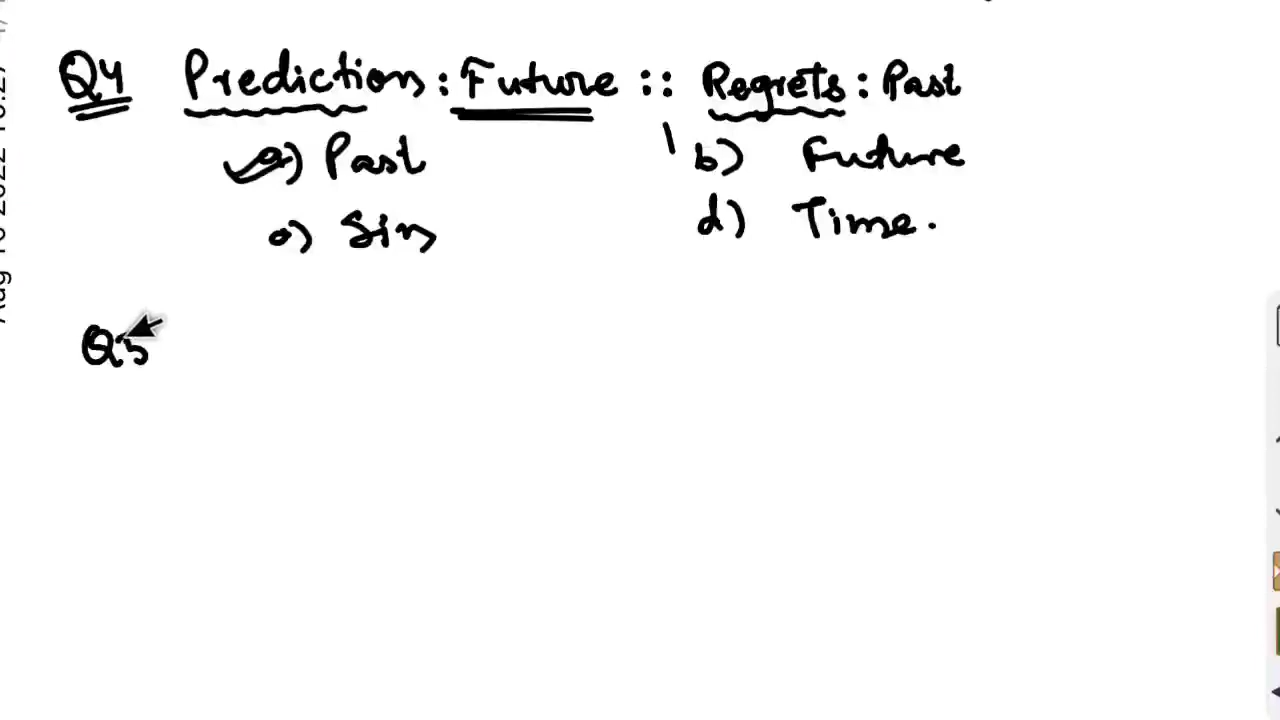 Q4 Prediction : Future :: Regrets : Past
a) Past b) Future
c) Sin d) Time.
Q5